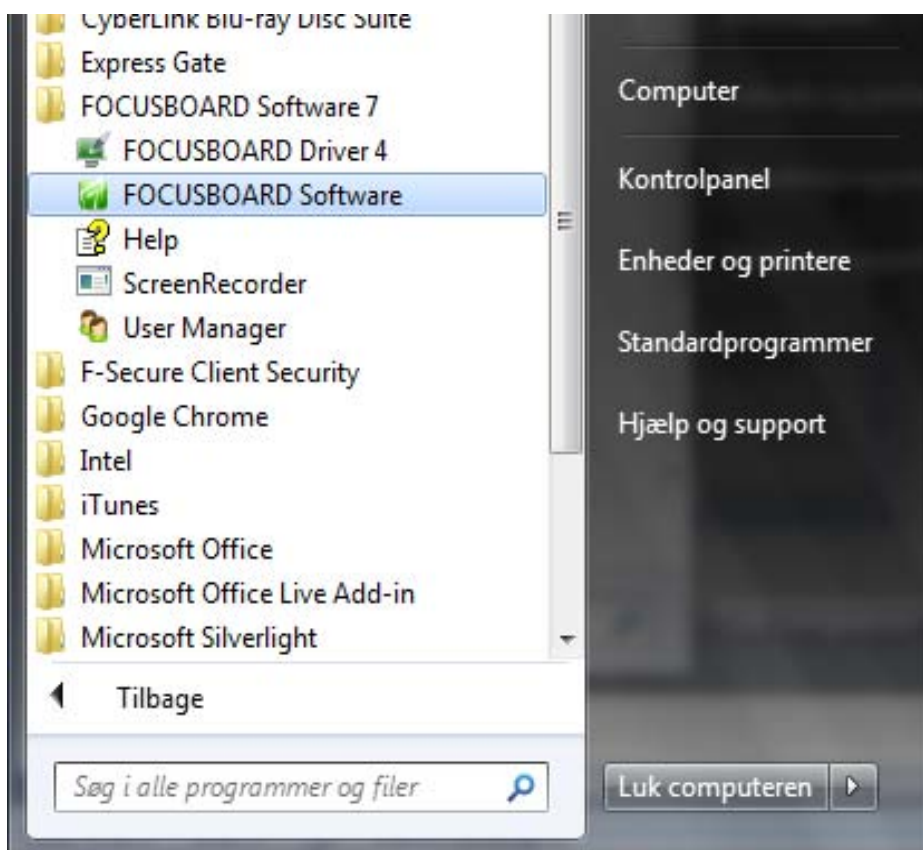 CyberLink Blu-ray Disc Suite
Express Gate
FOCUSBOARD Software 7
FOCUSBOARD Driver 4
FOCUSBOARD Software
Help
ScreenRecorder
User Manager
F-Secure Client Security
Google Chrome
Intel
iTunes
Microsoft Office
Microsoft Office Live Add-in
Microsoft Silverlight
Tilbage
Søg i alle programmer og filer
Computer
Kontrolpanel
Enheder og printere
Standardprogrammer
Hjælp og support
Luk computeren